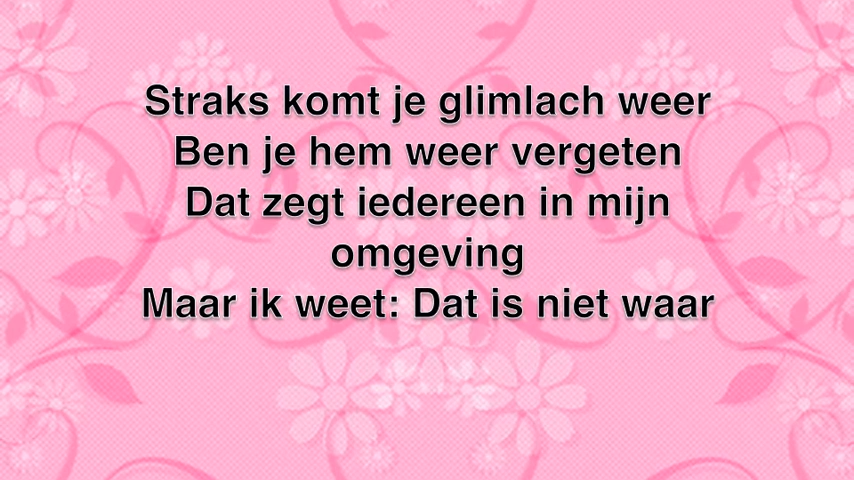 Straks komt je glimlach weer
Ben je hem weer vergeten
Dat zegt iedereen in mijn
omgeving
Maar ik weet: Dat is niet waar